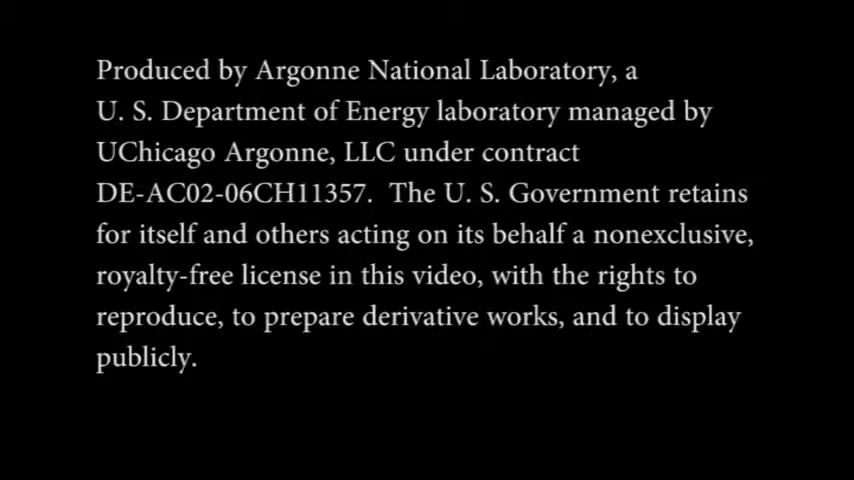 Produced by Argonne National Laboratory, a
U. S. Department of Energy laboratory managed by
UChicago Argonne, LLC under contract
DE-AC02-06CH11357.  The U. S. Government retains
for itself and others acting on its behalf a nonexclusive,
royalty-free license in this video, with the rights to
reproduce, to prepare derivative works, and to display
publicly.